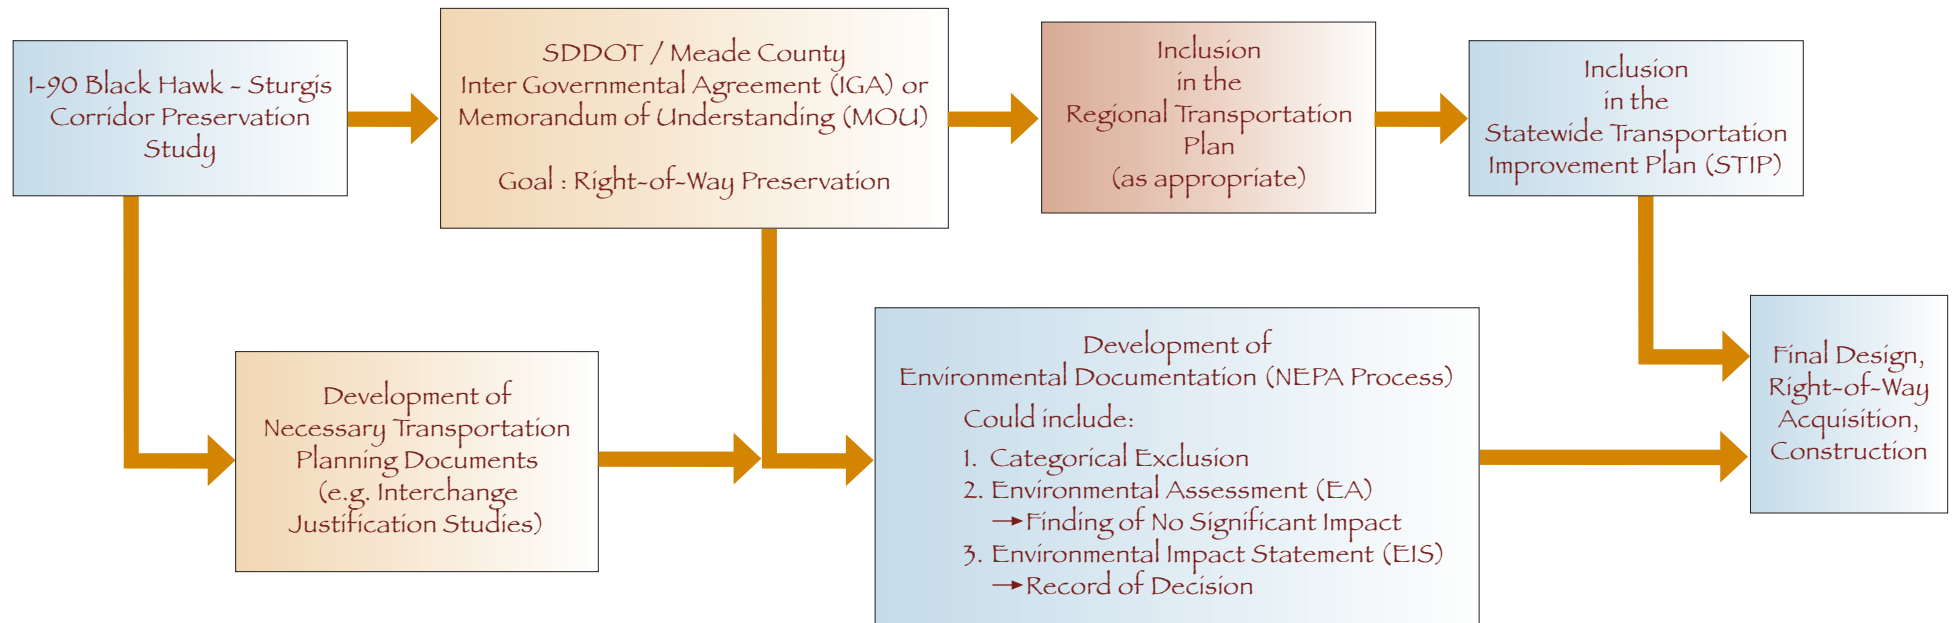 I-90 Black Hawk - Sturgis
Corridor Preservation
Study
SDDOT / Meade County
Inter Governmental Agreement (IGA) or
Memorandum of Understanding (MOU)
Goal : Right-of-Way Preservation
Inclusion
in the
Regional Transportation
Plan
(as appropriate)
Inclusion
in the
Statewide Transportation
Improvement Plan (STIP)
Development of
Necessary Transportation
Planning Documents
(e.g. Interchange
Justification Studies)
Development of
Environmental Documentation (NEPA Process)
Could include:
1. Categorical Exclusion
2. Environmental Assessment (EA)
→Finding of No Significant Impact
3. Environmental Impact Statement (EIS)
→Record of Decision
Final Design,
Right-of-Way
Acquisition,
Construction